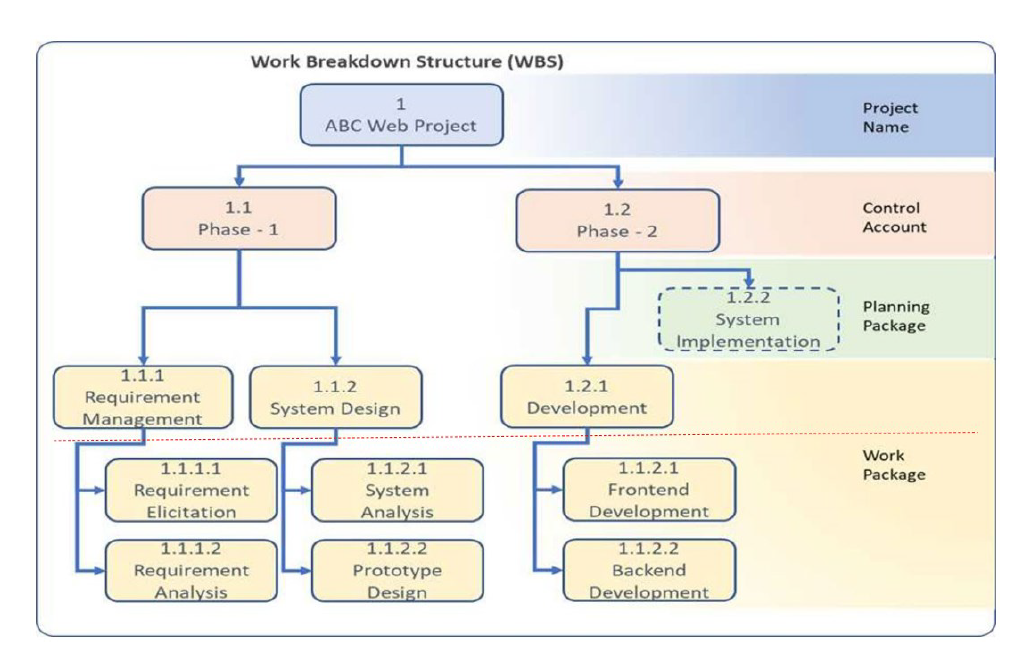 Work Breakdown Structure (WBS)
1
ABC Web Project
Project
Name
1.1
Phase - 1
1.2
Phase - 2
Control
Account
1.2.2
System
Implementation
Planning
Package
1.1.1
Requirement
Management
1.1.2
System Design
1.2.1
Development
Work
Package
1.1.1.1
Requirement
Elicitation
1.1.2.1
System
Analysis
1.1.2.1
Frontend
Development
1.1.1.2
Requirement
Analysis
1.1.2.2
Prototype
Design
1.1.2.2
Backend
Development